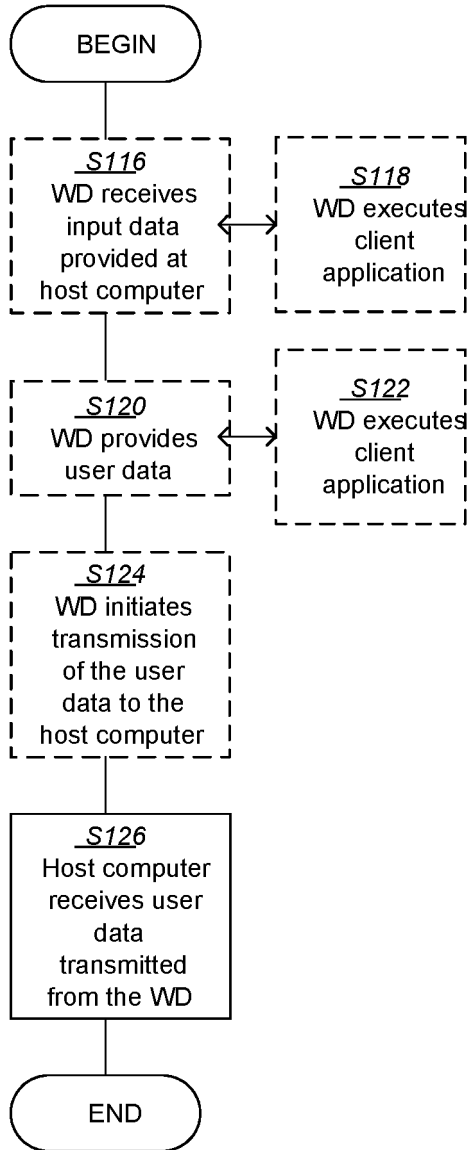 BEGIN
S116
WD receives
input data
provided at
host computer
S118
WD executes
client
application
S120
WD provides
user data
S122
WD executes
client
application
S124
WD initiates
transmission
of the user
data to the
host computer
S126
Host computer
receives user
data
transmitted
from the WD
END